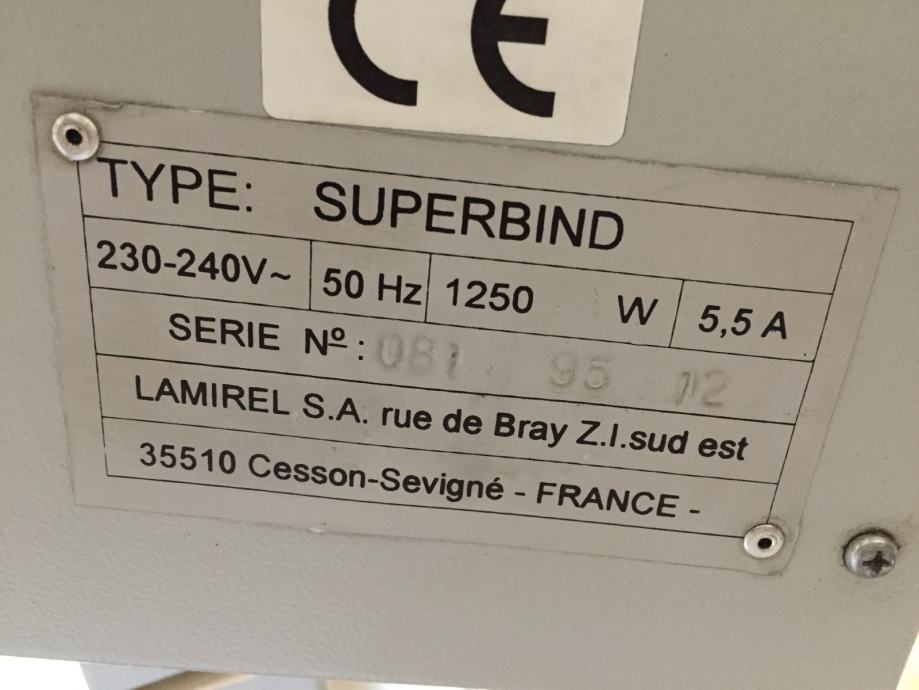 CE
TYPE: SUPERBIND
230-240V~ 50 Hz 1250 W 5,5 A
SERIE Nº: 081 95 12
LAMIREL S.A. rue de Bray Z.I.sud est
35510 Cesson-Sevigné - FRANCE -